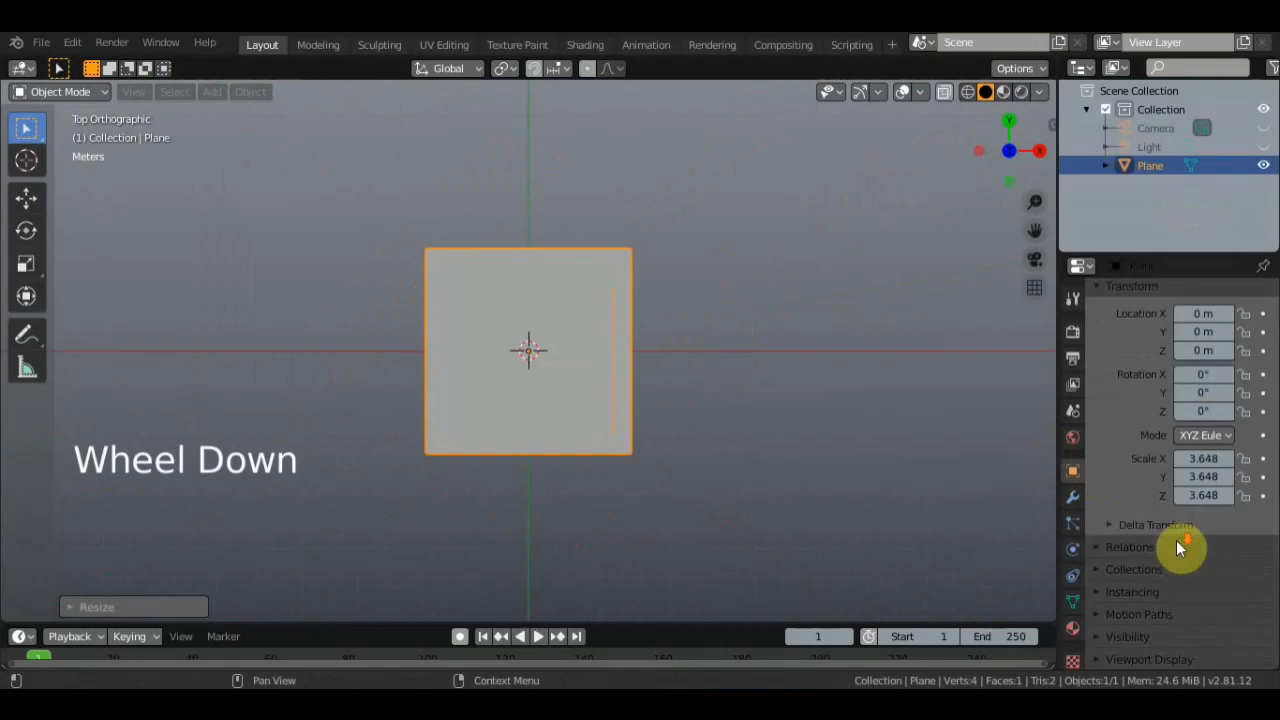 File Edit Render Window Help Layout Modeling Sculpting UV Editing Texture Paint Shading Animation Rendering Compositing Scripting + Scene View Layer
Global Options
Object Mode View Select Add Object
Scene Collection
Collection
Camera
Light
Plane
Top Orthographic
(1) Collection | Plane
Meters
Y
X
Transform
Location X 0 m
Y 0 m
Z 0 m
Rotation X 0°
Y 0°
Z 0°
Mode XYZ Eule
Scale X 3.648
Y 3.648
Z 3.648
Delta Transform
Relations
Collections
Instancing
Motion Paths
Visibility
Viewport Display
Wheel Down
Resize
Playback Keying View Marker 1 Start 1 End 250
Pan View Context Menu Collection | Plane | Verts:4 | Faces:1 | Tris:2 | Objects:1/1 | Mem: 24.6 MiB | v2.81.12